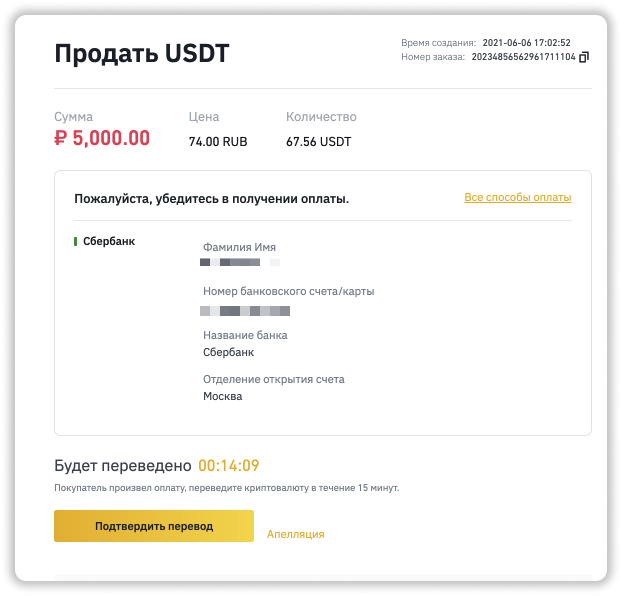 Продать USDT
Время создания: 2021-06-06 17:02:52
Номер заказа: 20234856562961711104
Сумма Цена Количество
₽ 5,000.00 74.00 RUB 67.56 USDT
Пожалуйста, убедитесь в получении оплаты. Все способы оплаты
Сбербанк
Фамилия Имя
Номер банковского счета/карты
Название банка
Сбербанк
Отделение открытия счета
Москва
Будет переведено 00:14:09
Покупатель произвел оплату, переведите криптовалюту в течение 15 минут.
Подтвердить перевод Апелляция